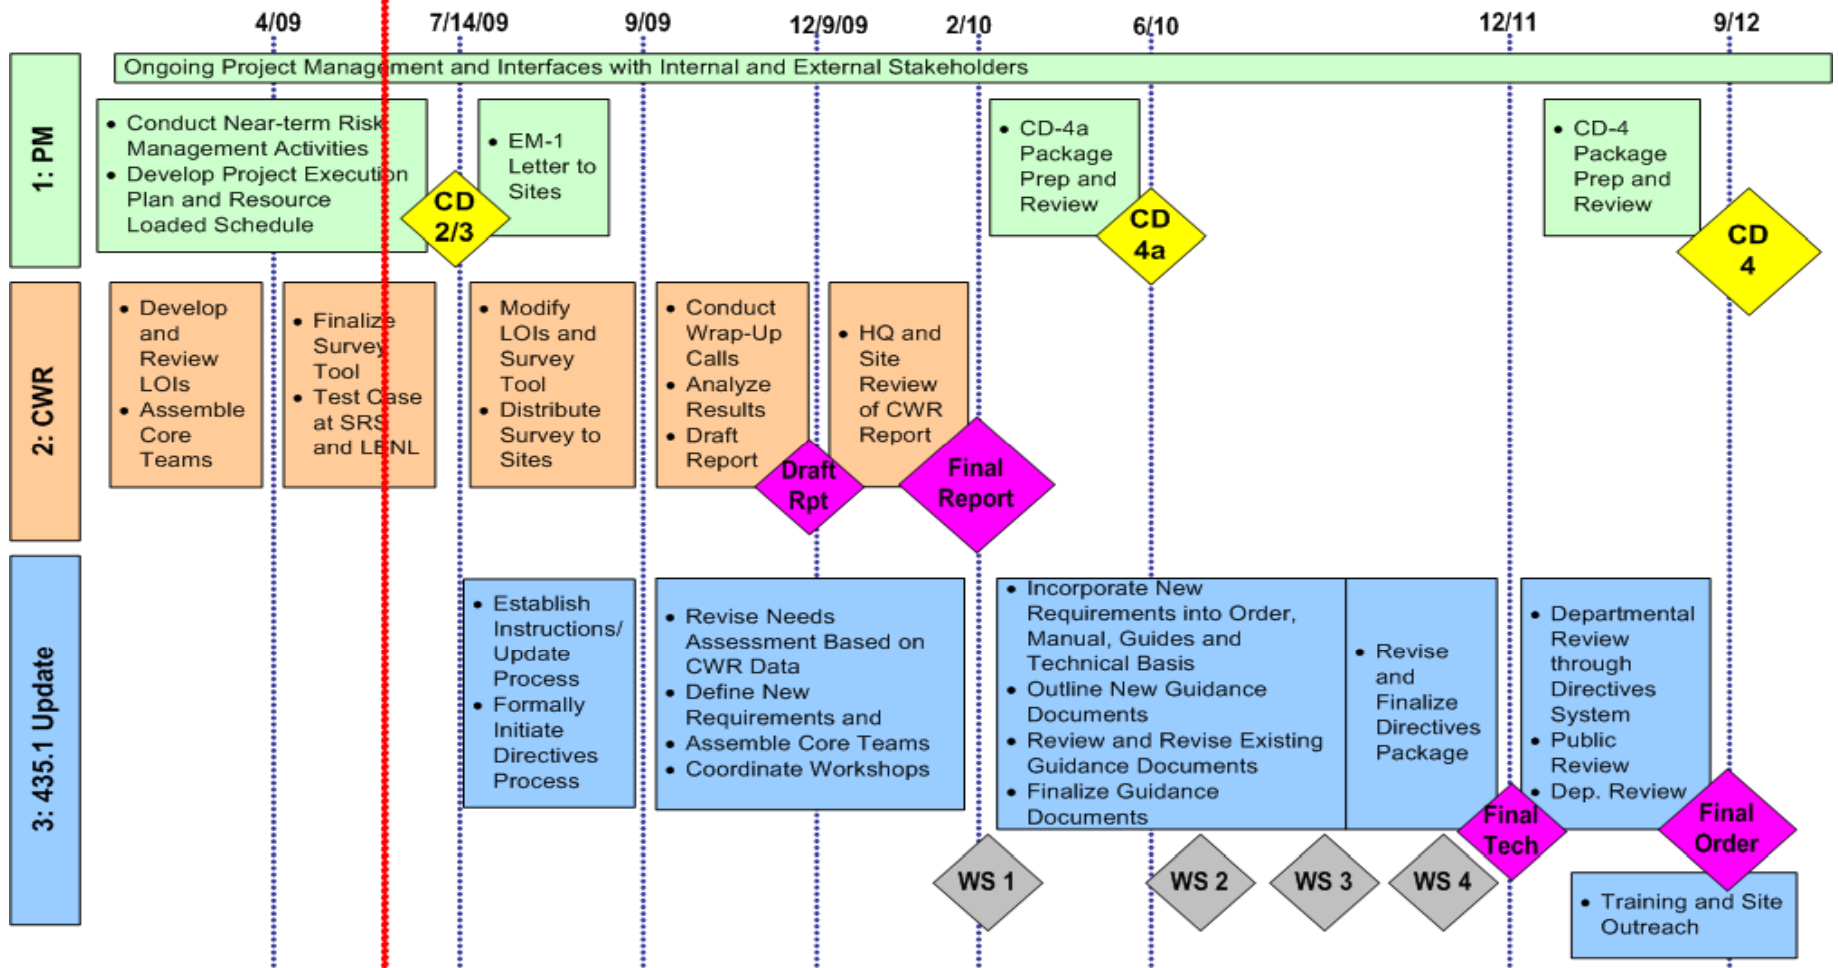 4/09
7/14/09
9/09
12/9/09
2/10
6/10
12/11
9/12
1: PM
Ongoing Project Management and Interfaces with Internal and External Stakeholders
• Conduct Near-term Risk
Management Activities
• Develop Project Execution
Plan and Resource
Loaded Schedule
CD
2/3
• EM-1
Letter to
Sites
• CD-4a
Package
Prep and
Review
CD
4a
• CD-4
Package
Prep and
Review
CD
4
2: CWR
• Develop
and
Review
LOIs
• Assemble
Core
Teams
• Finalize
Survey
Tool
• Test Case
at SRS
and LBNL
• Modify
LOIs and
Survey
Tool
• Distribute
Survey to
Sites
• Conduct
Wrap-Up
Calls
• Analyze
Results
• Draft
Report
Draft
Rpt
• HQ and
Site
Review
of CWR
Report
Final
Report
3: 435.1 Update
• Establish
Instructions/
Update
Process
• Formally
Initiate
Directives
Process
• Revise Needs
Assessment Based on
CWR Data
• Define New
Requirements and
• Assemble Core Teams
• Coordinate Workshops
• Incorporate New
Requirements into Order,
Manual, Guides and
Technical Basis
• Outline New Guidance
Documents
• Review and Revise Existing
Guidance Documents
• Finalize Guidance
Documents
• Revise
and
Finalize
Directives
Package
Final
Tech
• Departmental
Review
through
Directives
System
• Public
Review
• Dep. Review
Final
Order
WS 1
WS 2
WS 3
WS 4
• Training and Site
Outreach